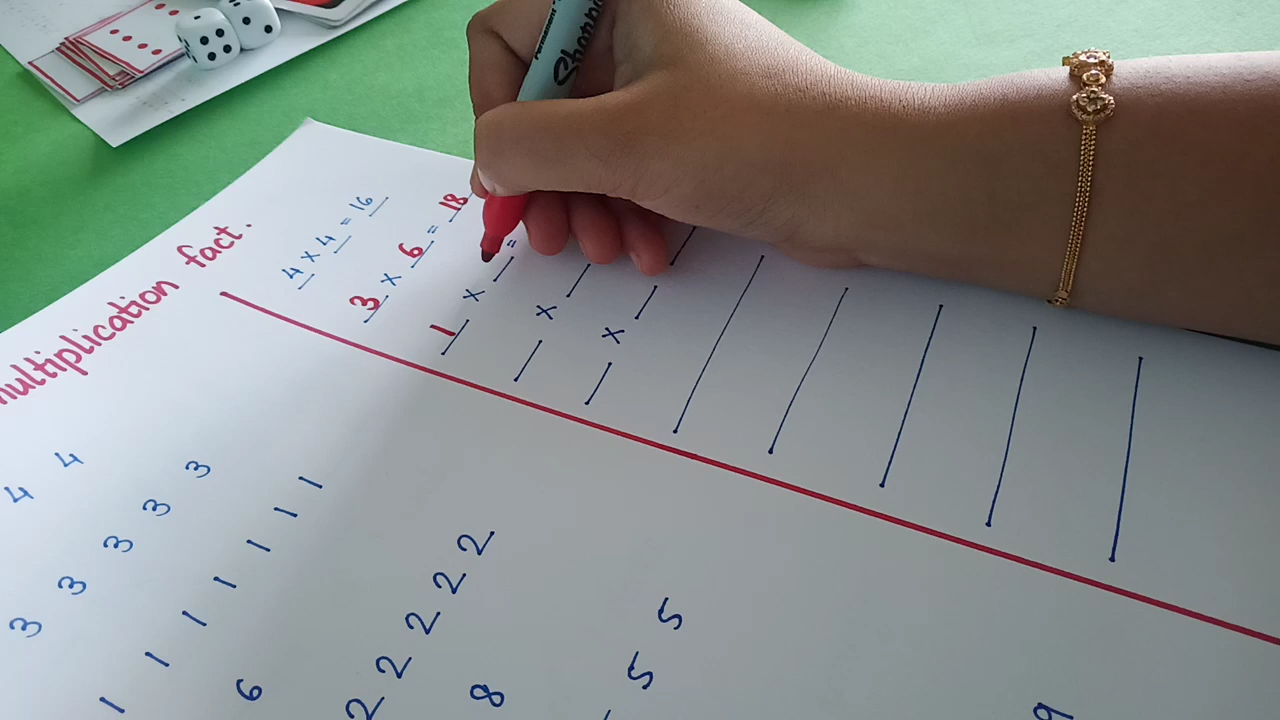 Sharpie
multiplication fact.
4 x 4 = 16
3 x 6 = 18
1 x =
x
x
4 4
3 3 3 3 3
1 1 1 1 1 1 1
6
2 2 2 2 2
8
5 5
9